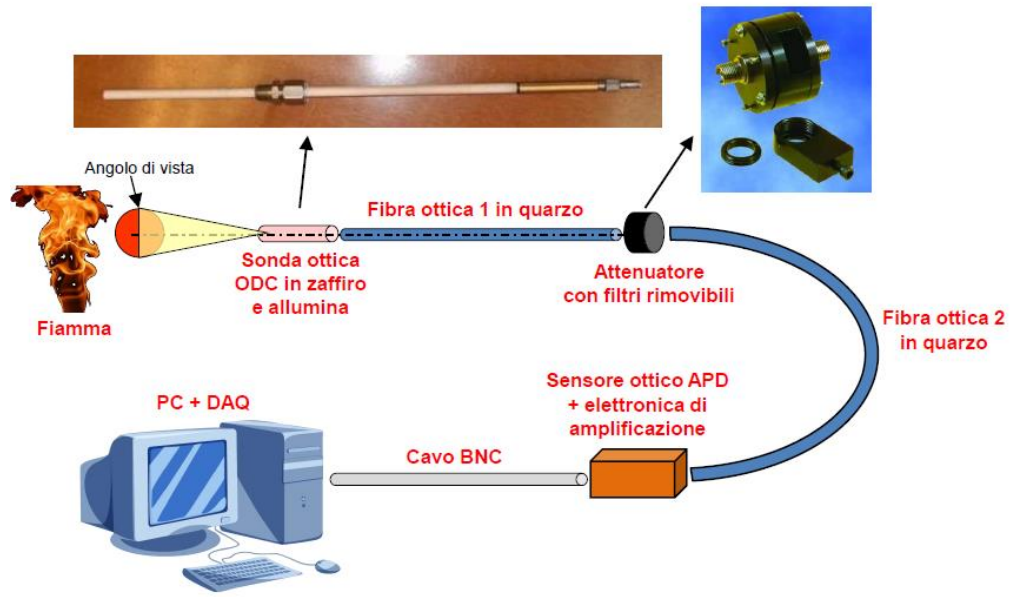 Angolo di vista
Fibra ottica 1 in quarzo
Sonda ottica
ODC in zaffiro
e allumina
Attenuatore
con filtri rimovibili
Fiamma
Fibra ottica 2
in quarzo
Sensore ottico APD
+ elettronica di
amplificazione
PC + DAQ
Cavo BNC